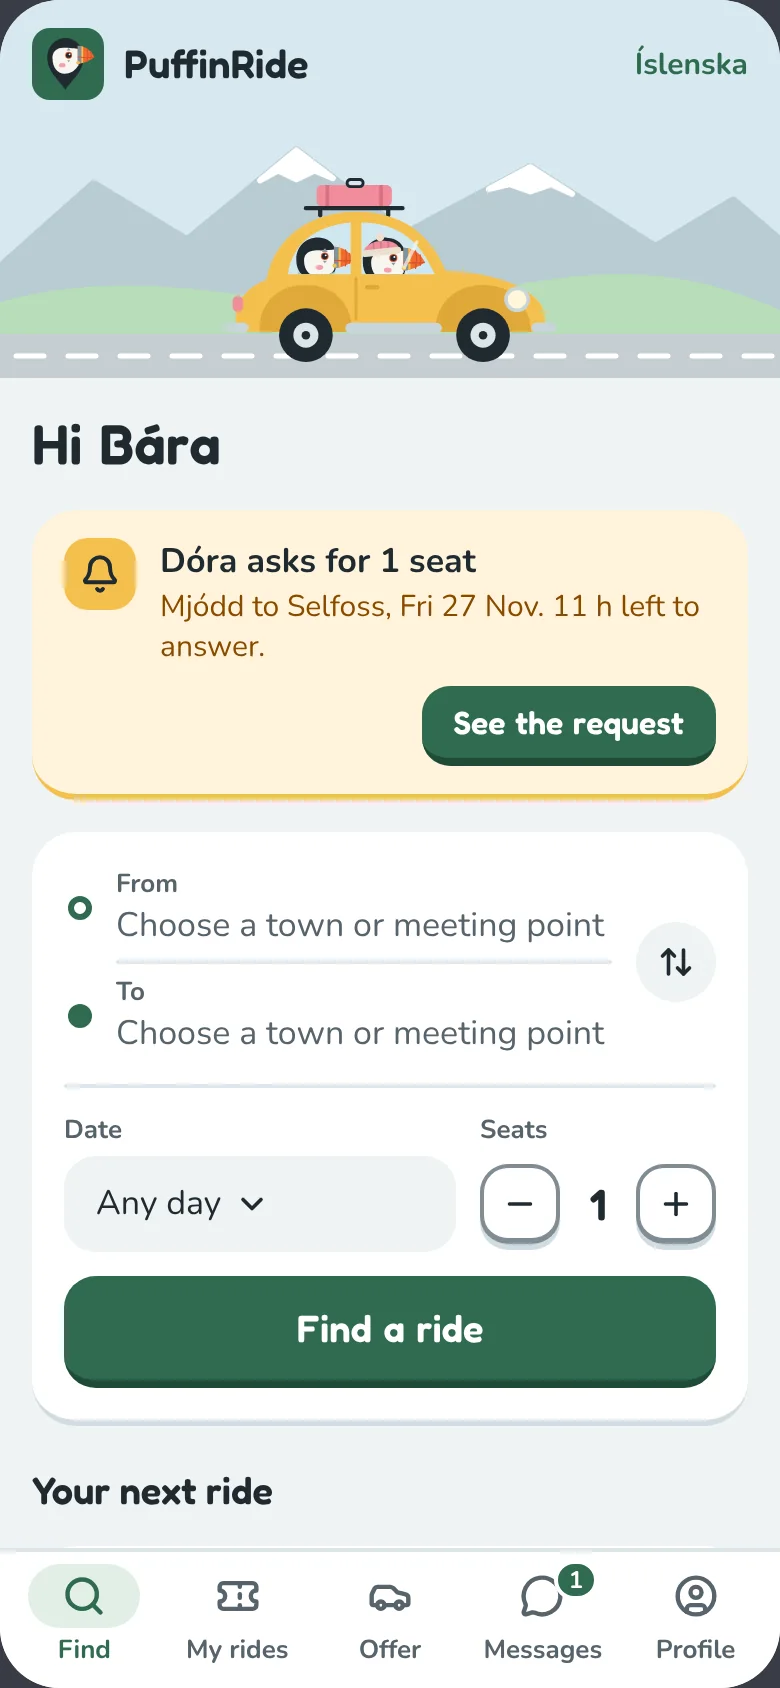 PuffinRide
Íslenska
Hi Bára
Dóra asks for 1 seat
Mjódd to Selfoss, Fri 27 Nov. 11 h left to
answer.
See the request
From
Choose a town or meeting point
To
Choose a town or meeting point
Date
Seats
Any day
1
Find a ride
Your next ride
1
Find
My rides
Offer
Messages
Profile